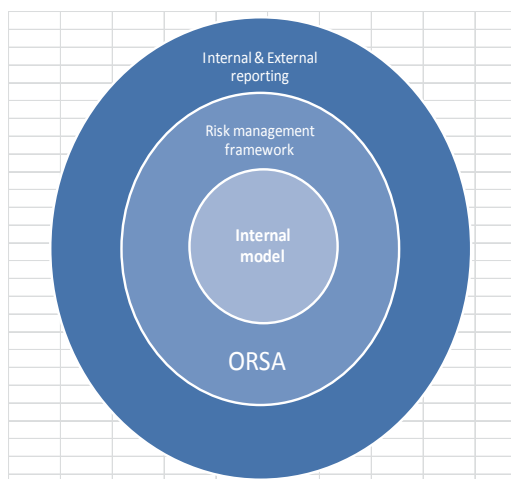 Internal & External
reporting
Risk management
framework
Internal
model
ORSA